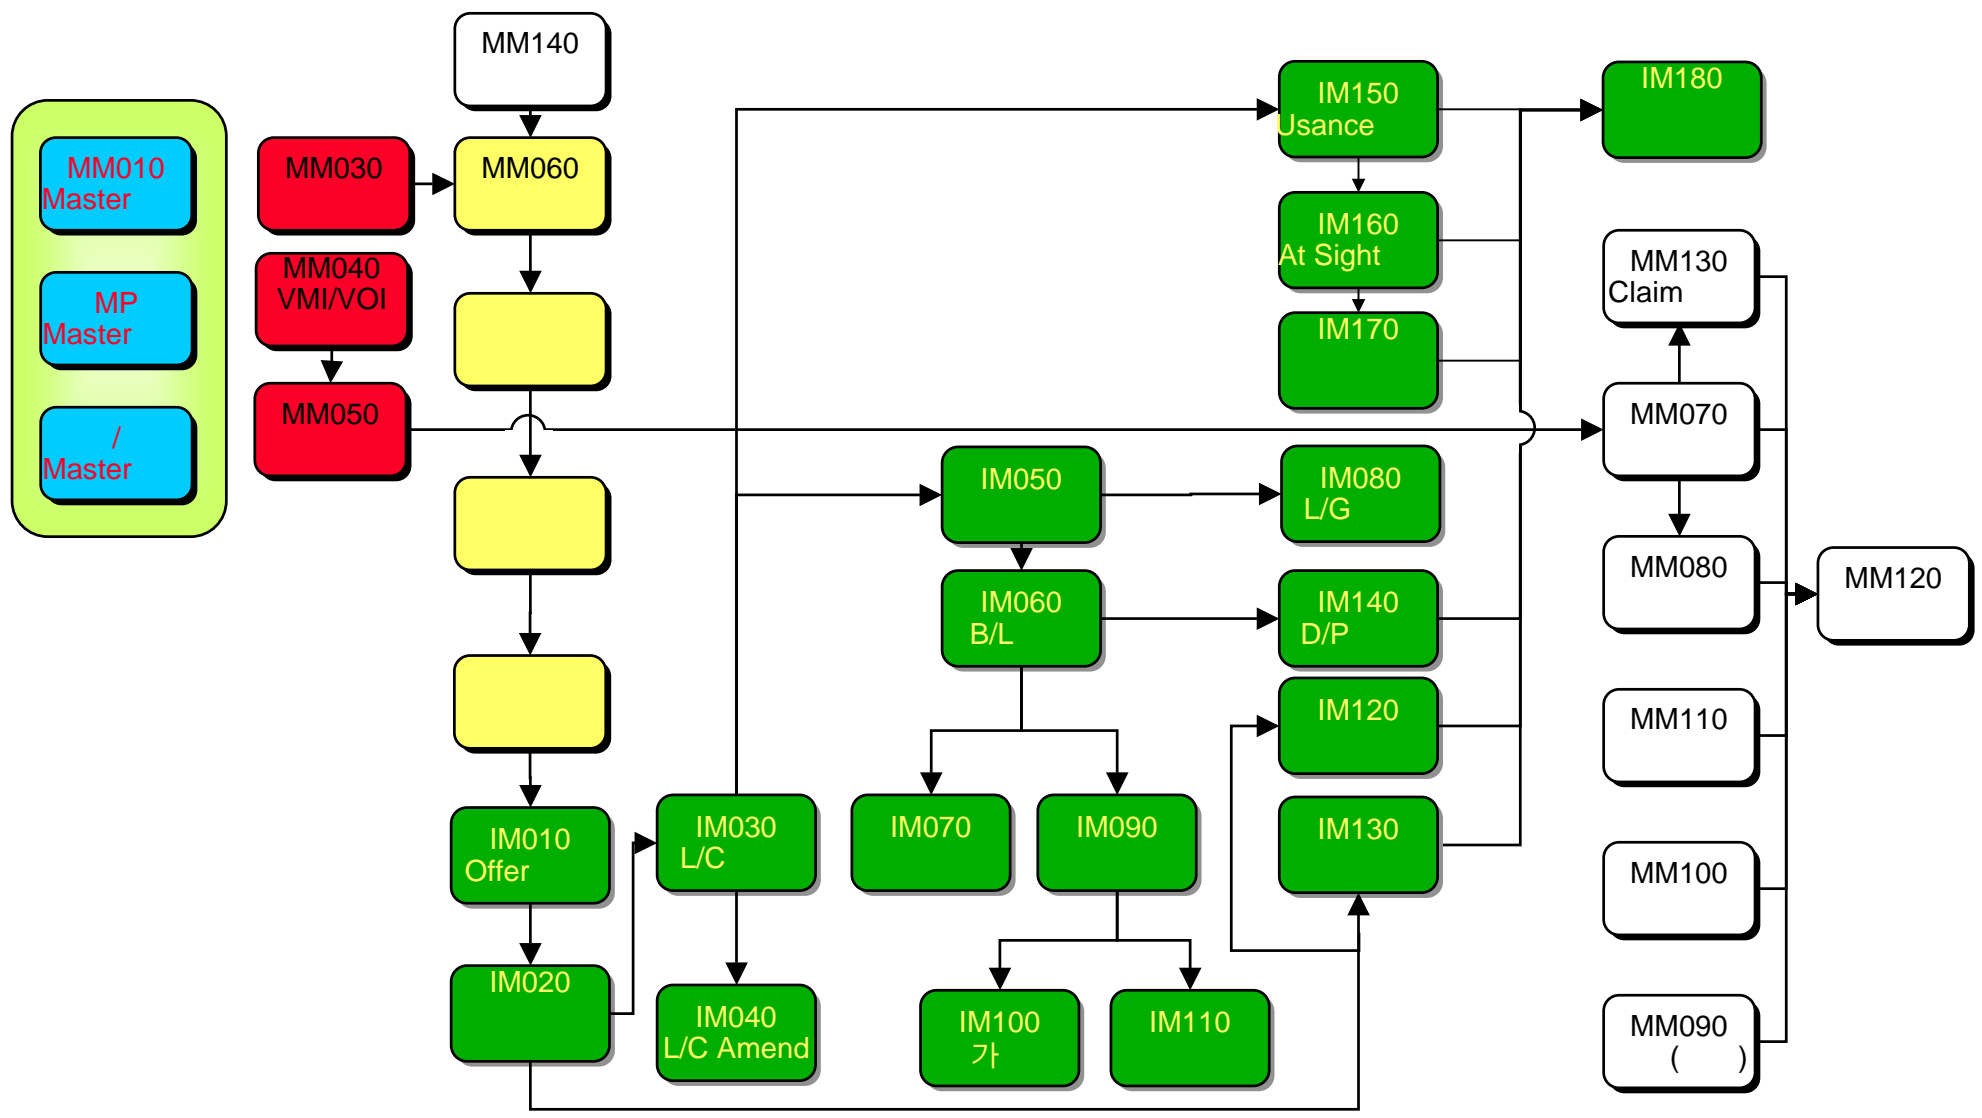 MM140
MM010
Master
MP
Master
/
Master
MM030
MM040
VMI/VOI
MM050
MM060
IM010
Offer
IM020
IM030
L/C
IM040
L/C Amend
IM050
IM060
B/L
IM070
IM090
IM100
가
IM110
IM150
Usance
IM160
At Sight
IM170
IM080
L/G
IM140
D/P
IM120
IM130
IM180
MM130
Claim
MM070
MM080
MM110
MM100
MM090
( )
MM120